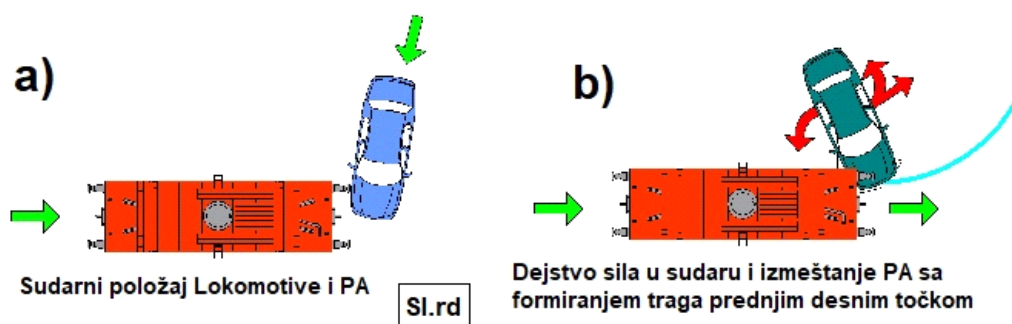 a)
b)
Sudarni položaj Lokomotive i PA
Sl.rd
Dejstvo sila u sudaru i izmeštanje PA sa
formiranjem traga prednjim desnim točkom